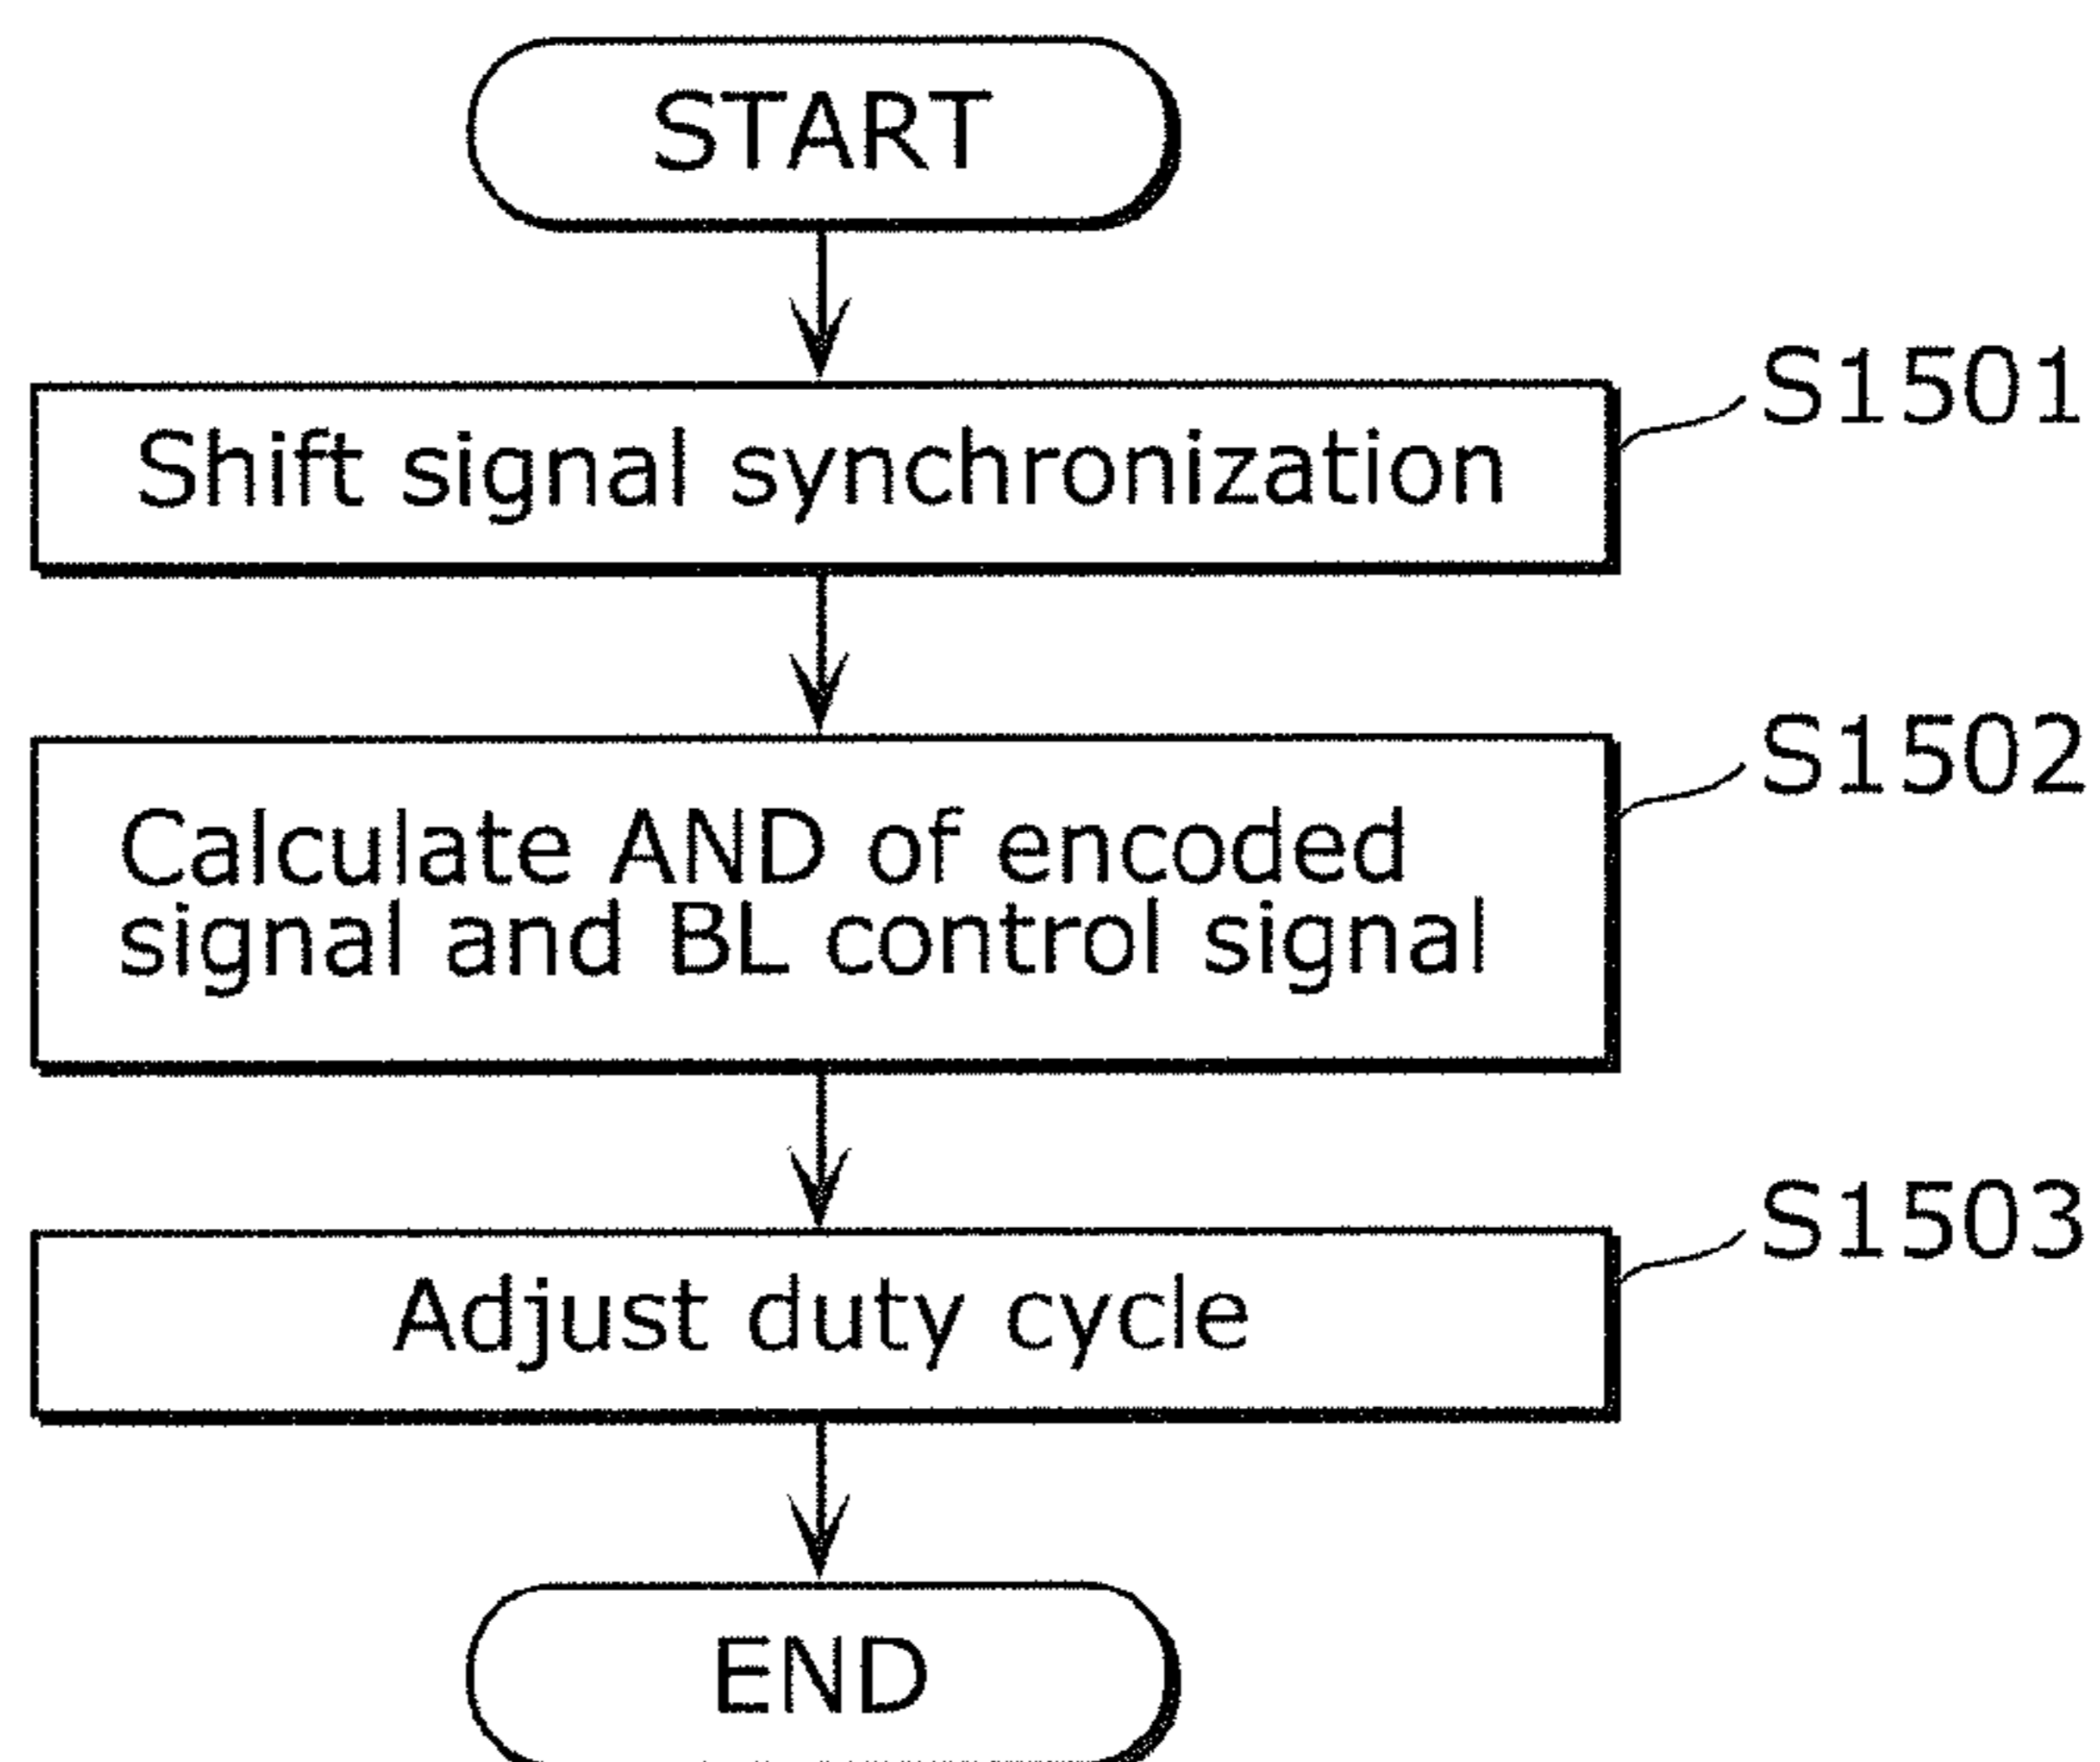 START
S1501
Shift signal synchronization
S1502
Calculate AND of encoded
signal and BL control signal
S1503
Adjust duty cycle
END